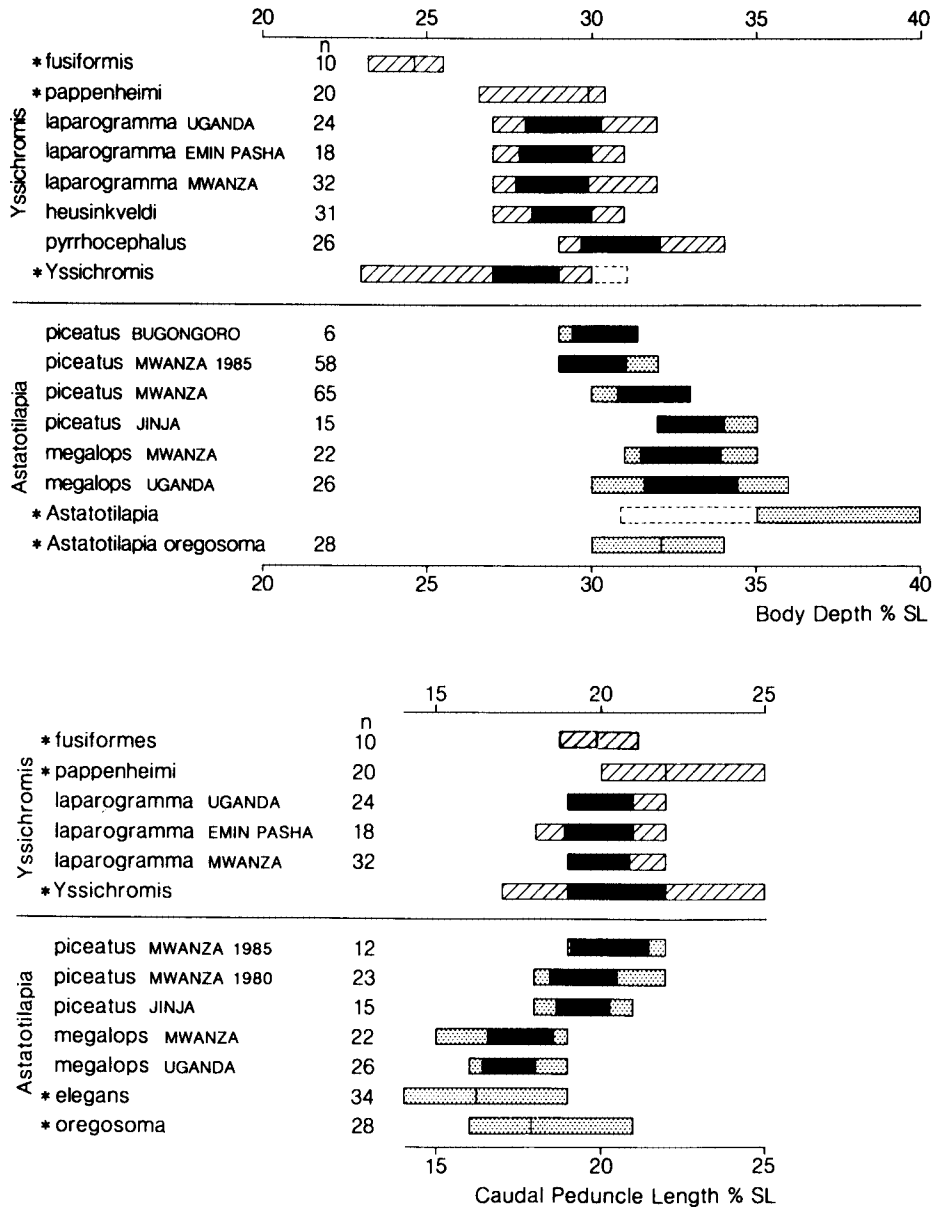 20 25 30 35 40
n
* fusiformis 10
* pappenheimi 20
laparogramma UGANDA 24
laparogramma EMIN PASHA 18
laparogramma MWANZA 32
heusinkveldi 31
pyrrhocephalus 26
* Yssichromis
Yssichromis
piceatus BUGONGORO 6
piceatus MWANZA 1985 58
piceatus MWANZA 65
piceatus JINJA 15
megalops MWANZA 22
megalops UGANDA 26
* Astatotilapia
* Astatotilapia oregosoma 28
Astatotilapia
20 25 30 35 40
Body Depth % SL
15 20 25
n
* fusiformes 10
* pappenheimi 20
laparogramma UGANDA 24
laparogramma EMIN PASHA 18
laparogramma MWANZA 32
* Yssichromis
Yssichromis
piceatus MWANZA 1985 12
piceatus MWANZA 1980 23
piceatus JINJA 15
megalops MWANZA 22
megalops UGANDA 26
* elegans 34
* oregosoma 28
Astatotilapia
15 20 25
Caudal Peduncle Length % SL